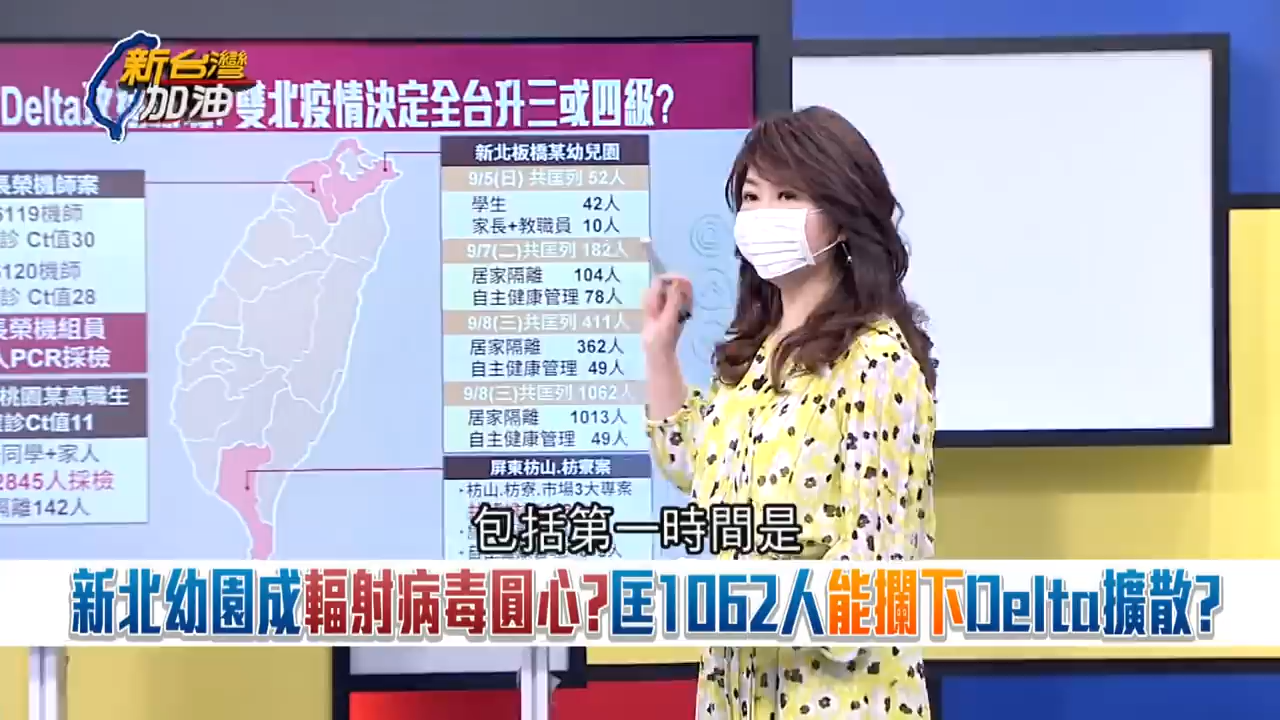 新台灣
加油
Delta
雙北疫情決定全台升三或四級?
長榮機師案
6119機師
診 Ct值30
6120機師
診 Ct值28
長榮機組員
人PCR採檢
桃園某高職生
診Ct值11
同學+家人
2845人採檢
隔離142人
新北板橋某幼兒園
9/5(日) 共匡列 52人
學生 42人
家長+教職員 10人
9/7(二)共匡列 182人
居家隔離 104人
自主健康管理 78人
9/8(三)共匡列 411人
居家隔離 362人
自主健康管理 49人
9/8(三)共匡列 1062人
居家隔離 1013人
自主健康管理 49人
屏東枋山.枋寮案
·枋山.枋寮.市場3大專案
包括第一時間是
新北幼園成輻射病毒圓心?匡1062人能攔下Delta擴散?